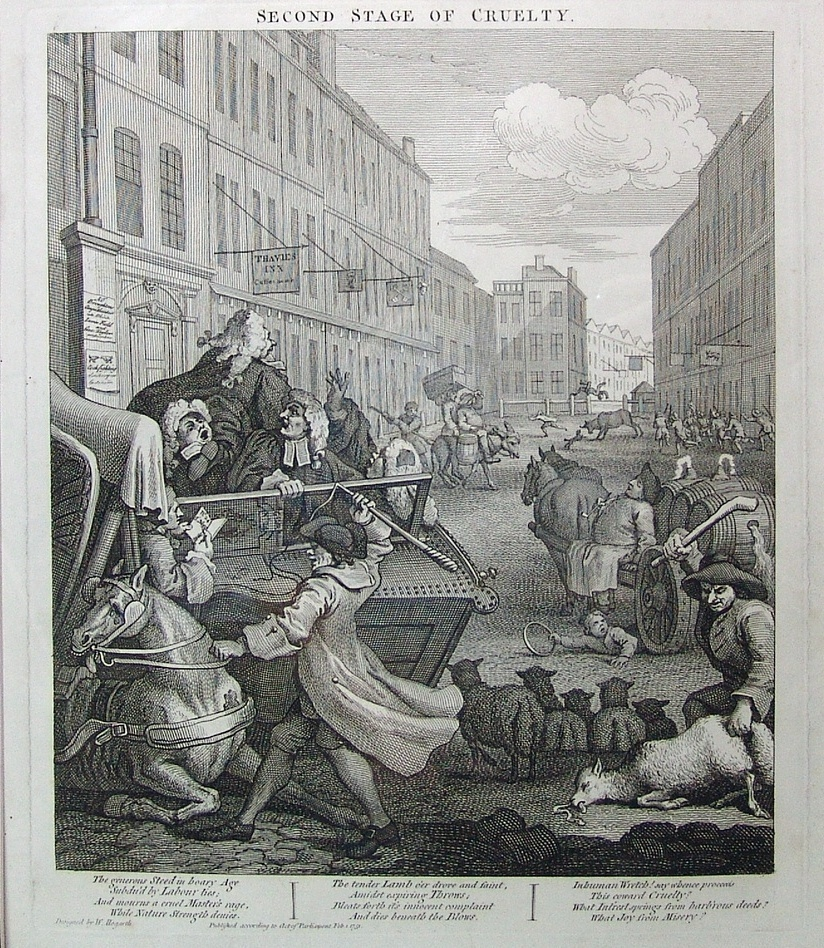 SECOND STAGE OF CRUELTY.
THAVIES
INN
The generous Steed in hoary Age
Subdu'd by Labour lies;
And mourns a cruel Master's rage,
While Nature Strength denies.
The tender Lamb o'er drove and faint,
Amidst expiring Throws;
Bleats forth it's innocent complaint
And dies beneath the Blows.
Inhuman Wretch! say whence proceeds
This coward Cruelty?
What Int'rest springs from barb'rous deeds?
What Joy from Misery?
Designed by W. Hogarth
Published according to Act of Parliament Feb. 1 1751.